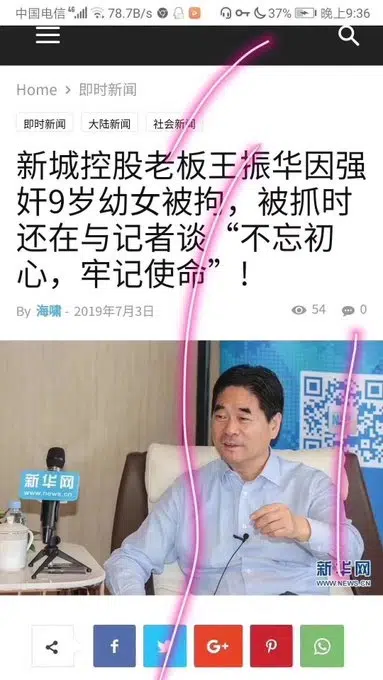 中国电信 4G 78.7B/s 37% 晚上9:36
Home > 即时新闻
即时新闻 大陆新闻 社会新闻
新城控股老板王振华因强
奸9岁幼女被拘，被抓时
还在与记者谈“不忘初
心，牢记使命”!
By 海啸 - 2019年7月3日 54 0
新华网
www.news.cn
新华网
WWW.NEWS.CN
G+